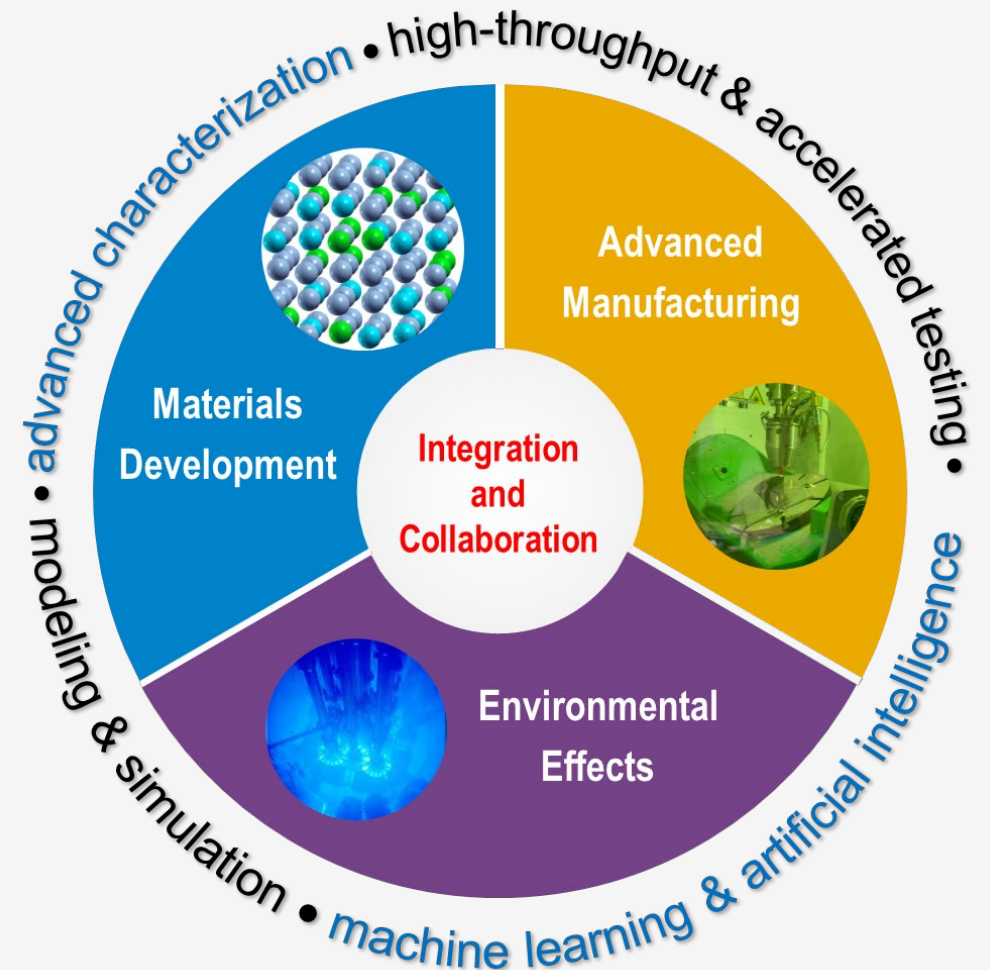 advanced characterization • high-throughput & accelerated testing •
Advanced
Manufacturing
Materials
Development
Integration
and
Collaboration
Environmental
Effects
• modeling & simulation • machine learning & artificial intelligence